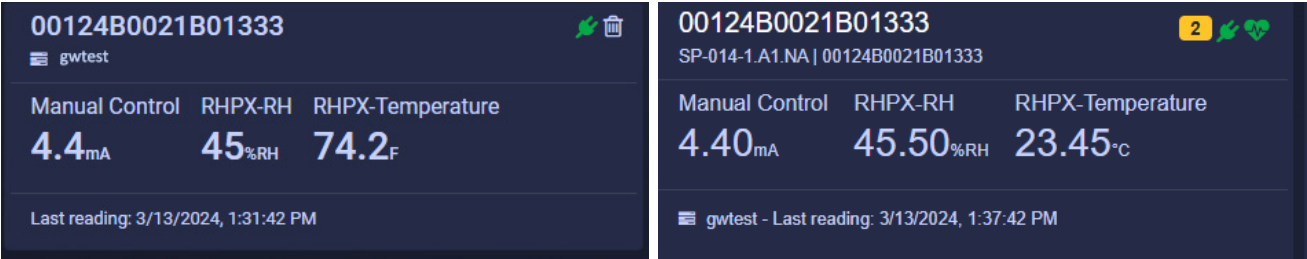 00124B0021B01333
gwtest
Manual Control RHPX-RH RHPX-Temperature
4.4mA 45%RH 74.2F
Last reading: 3/13/2024, 1:31:42 PM
00124B0021B01333 2
SP-014-1.A1.NA | 00124B0021B01333
Manual Control RHPX-RH RHPX-Temperature
4.40mA 45.50%RH 23.45°C
gwtest - Last reading: 3/13/2024, 1:37:42 PM